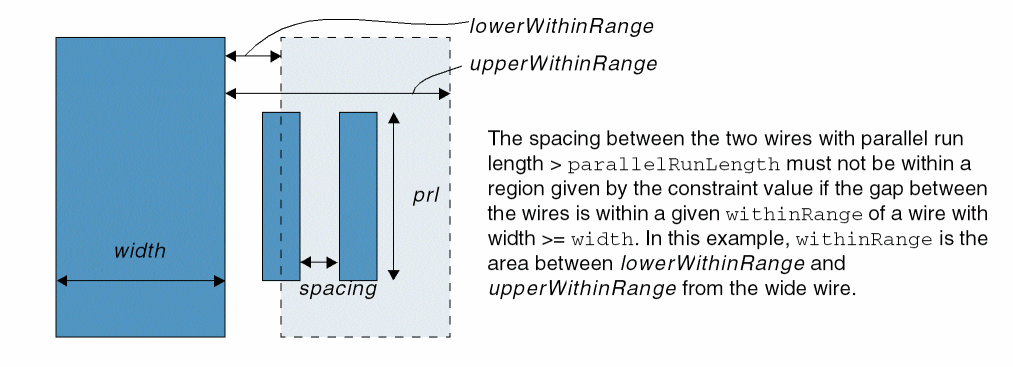 lowerWithinRange
upperWithinRange
The spacing between the two wires with parallel run
length > parallelRunLength must not be within a
region given by the constraint value if the gap between
the wires is within a given withinRange of a wire with
width >= width. In this example, withinRange is the
area between lowerWithinRange and
upperWithinRange from the wide wire.
prl
width
spacing